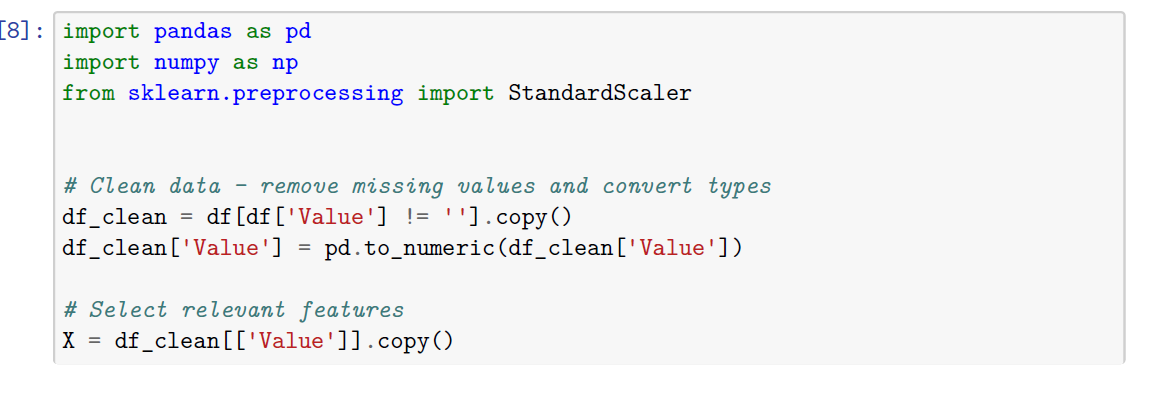 [8]: import pandas as pd
import numpy as np
from sklearn.preprocessing import StandardScaler
# Clean data - remove missing values and convert types
df_clean = df[df['Value'] != ''].copy()
df_clean['Value'] = pd.to_numeric(df_clean['Value'])
# Select relevant features
X = df_clean[['Value']].copy()